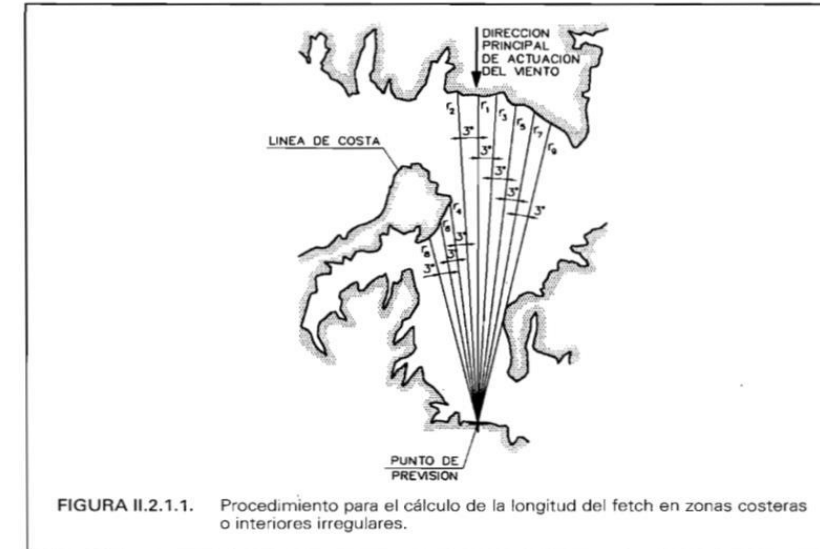 DIRECCION
PRINCIPAL
DE ACTUACION
DEL VIENTO
r2
r1
r3
r5
r7
r9
3°
3°
3°
3°
3°
LINEA DE COSTA
r4
r6
r8
3°
3°
3°
PUNTO DE
PREVISION
FIGURA II.2.1.1. Procedimiento para el cálculo de la longitud del fetch en zonas costeras
o interiores irregulares.